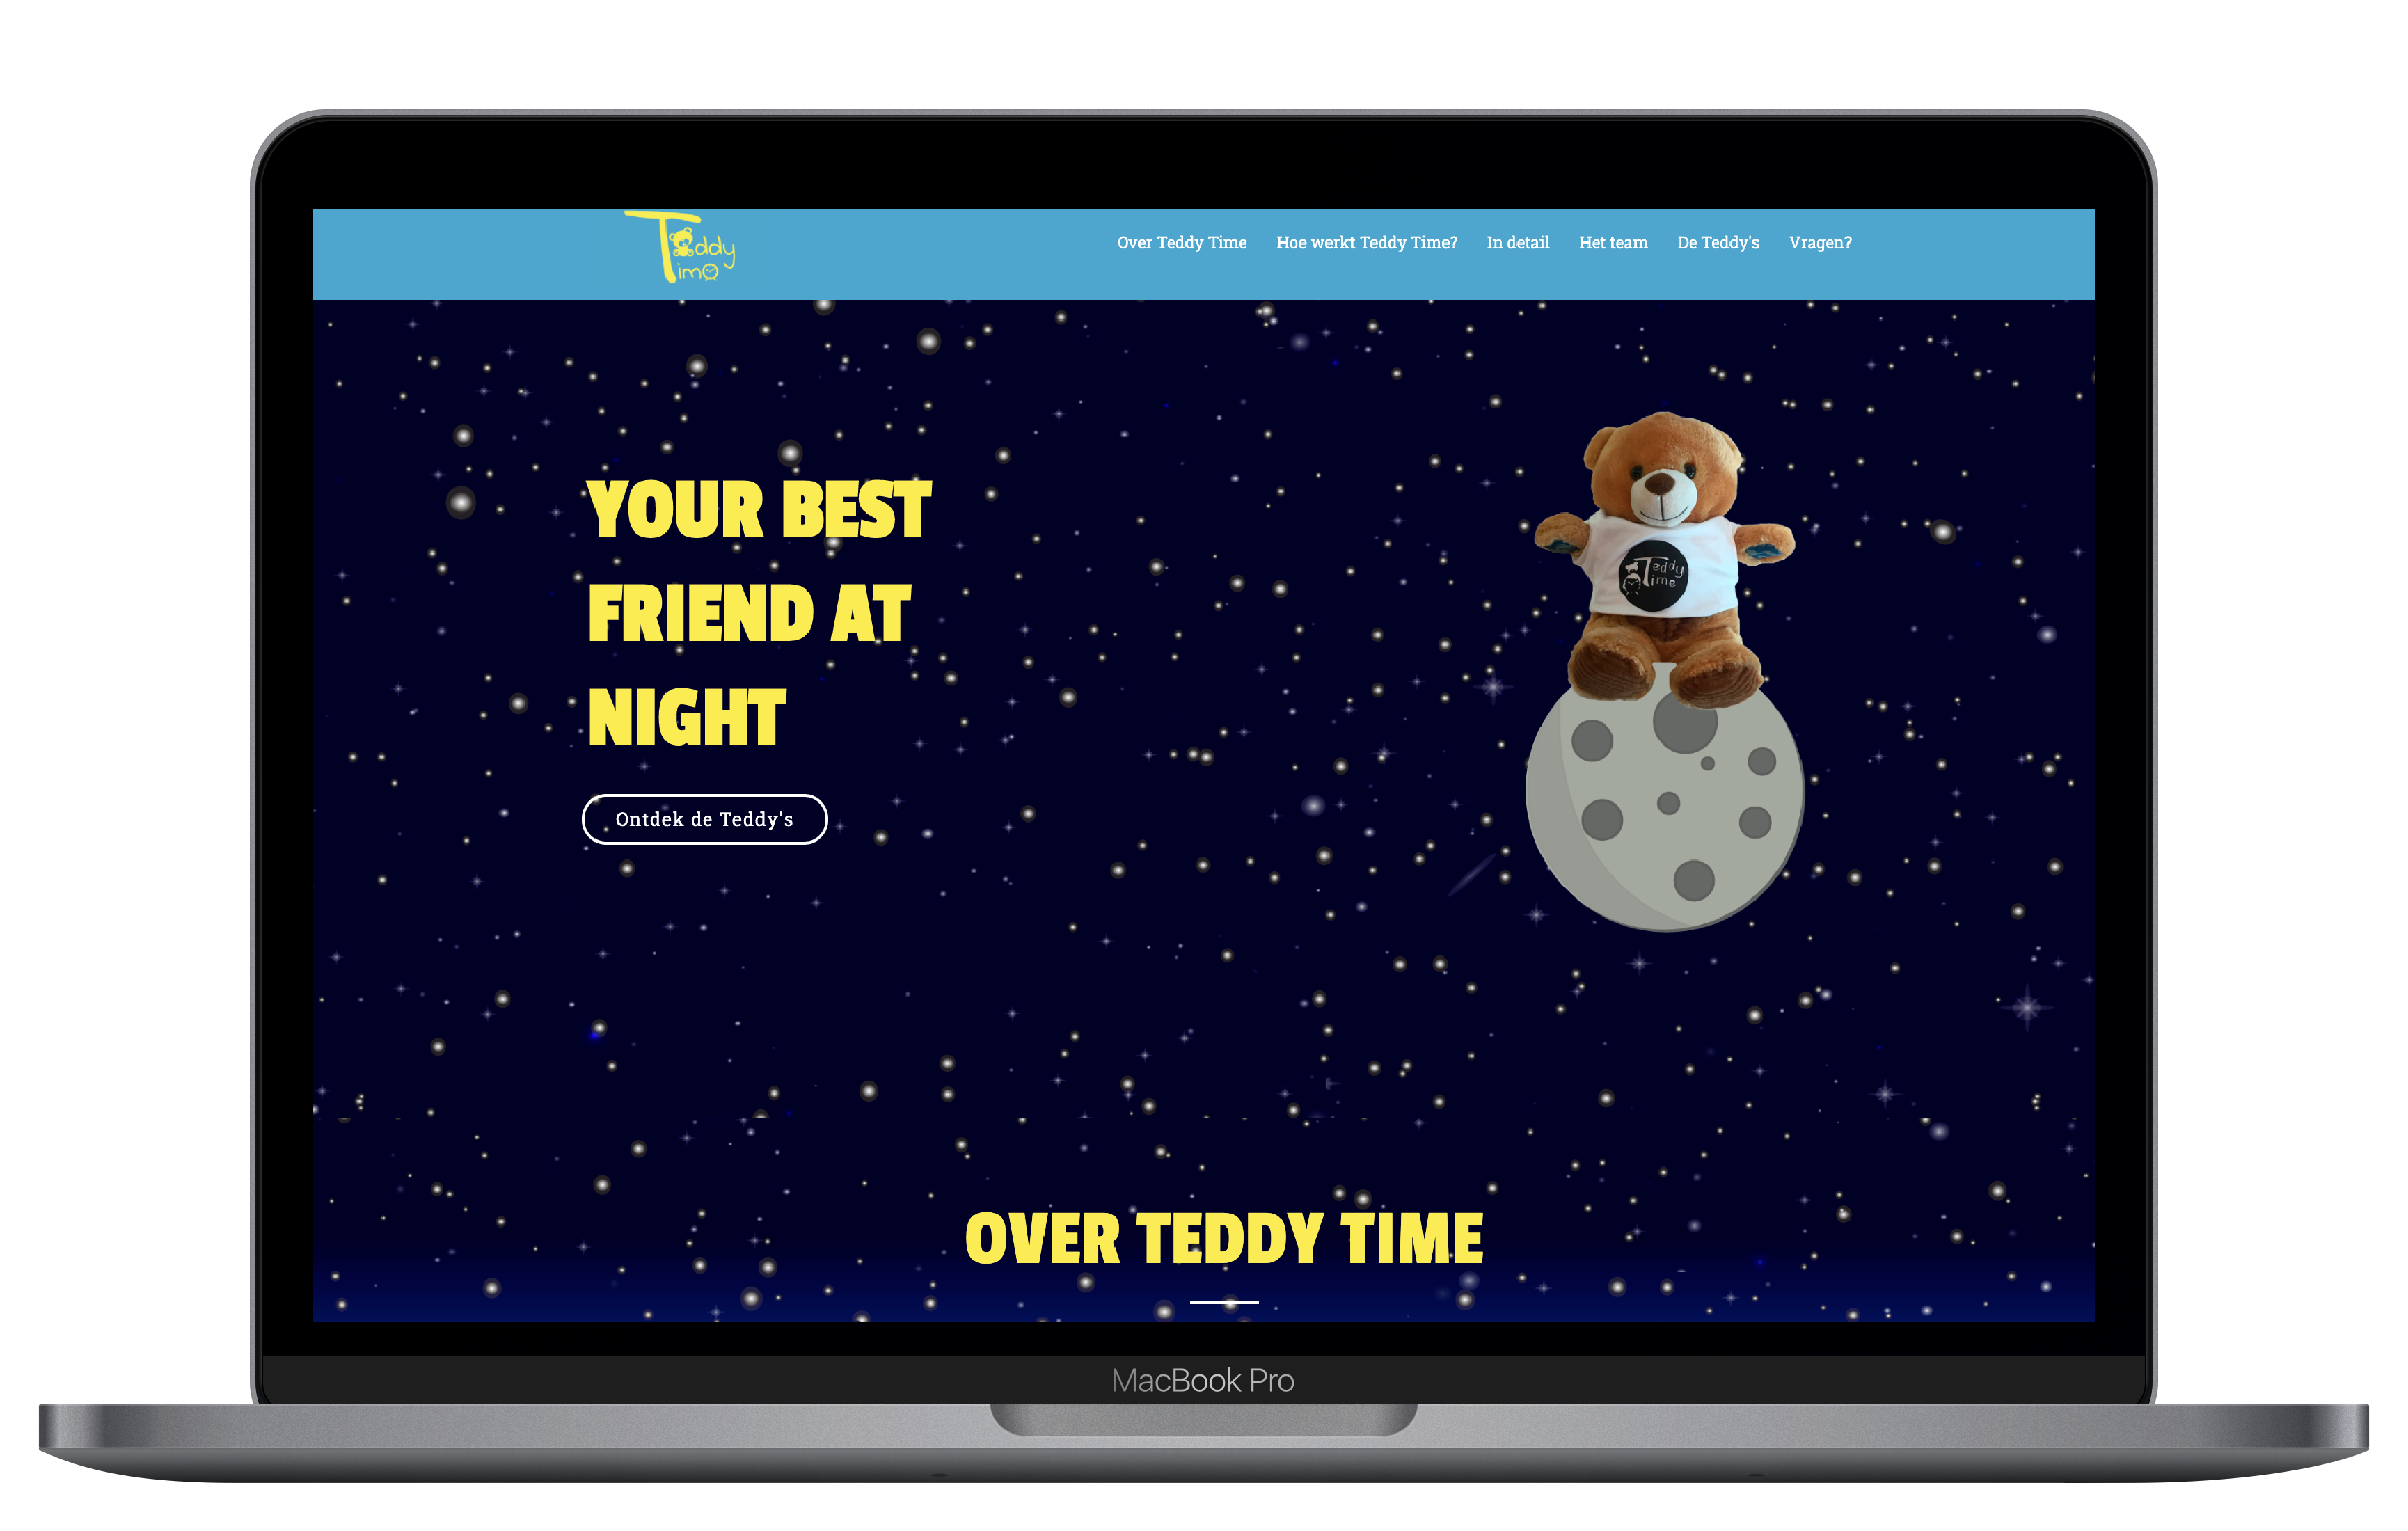 Teddy
Time
Over Teddy Time Hoe werkt Teddy Time? In detail Het team De Teddy's Vragen?
YOUR BEST
FRIEND AT
NIGHT
Teddy
Time
Ontdek de Teddy's
OVER TEDDY TIME
MacBook Pro